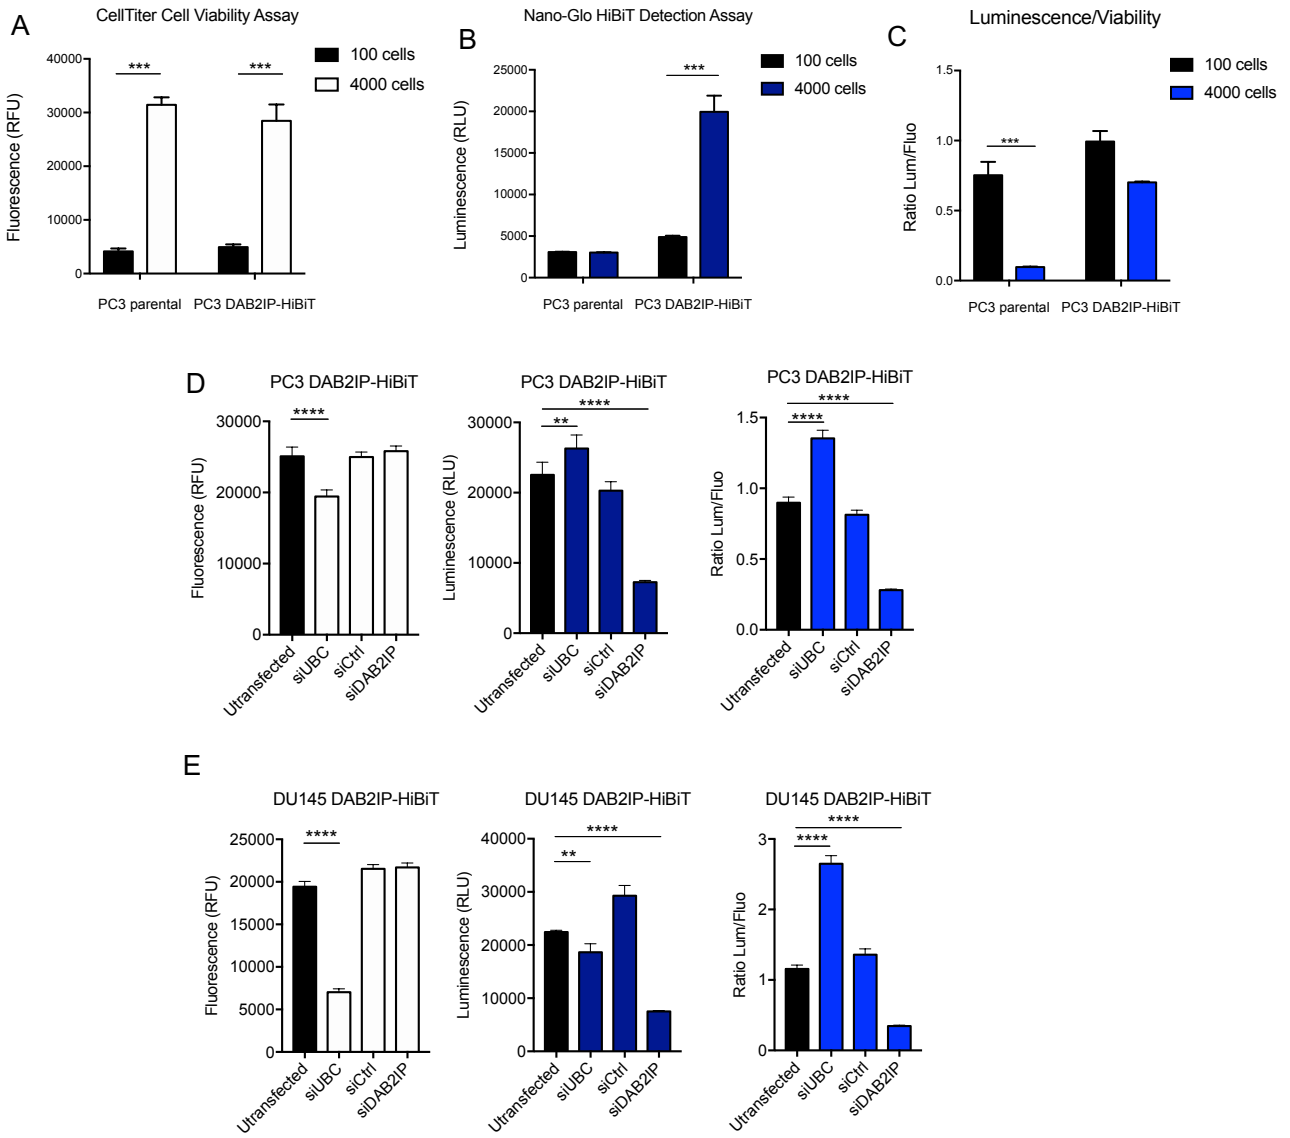 A
CellTiter Cell Viability Assay
100 cells
4000 cells
Fluorescence (RFU)
40000
30000
20000
10000
0
***
***
PC3 parental
PC3 DAB2IP-HiBiT
B
Nano-Glo HiBiT Detection Assay
100 cells
4000 cells
Luminescence (RLU)
25000
20000
15000
10000
5000
0
***
PC3 parental
PC3 DAB2IP-HiBiT
C
Luminescence/Viability
100 cells
4000 cells
Ratio Lum/Fluo
1.5
1.0
0.5
0.0
***
PC3 parental
PC3 DAB2IP-HiBiT
D
PC3 DAB2IP-HiBiT
Fluorescence (RFU)
30000
20000
10000
0
****
Utransfected
siUBC
siCtrl
siDAB2IP
PC3 DAB2IP-HiBiT
Luminescence (RLU)
30000
20000
10000
0
****
**
Utransfected
siUBC
siCtrl
siDAB2IP
PC3 DAB2IP-HiBiT
Ratio Lum/Fluo
1.5
1.0
0.5
0.0
****
****
Utransfected
siUBC
siCtrl
siDAB2IP
E
DU145 DAB2IP-HiBiT
Fluorescence (RFU)
25000
20000
15000
10000
5000
0
****
Utransfected
siUBC
siCtrl
siDAB2IP
DU145 DAB2IP-HiBiT
Luminescence (RLU)
40000
30000
20000
10000
0
****
**
Utransfected
siUBC
siCtrl
siDAB2IP
DU145 DAB2IP-HiBiT
Ratio Lum/Fluo
3
2
1
0
****
****
Utransfected
siUBC
siCtrl
siDAB2IP